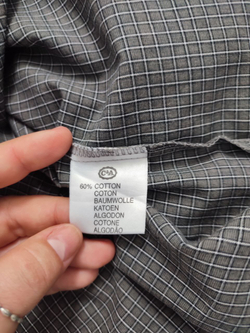 C&A
60% COTTON
COTON
BAUMWOLLE
KATOEN
ALGODON
COTONE
ALGODÃO